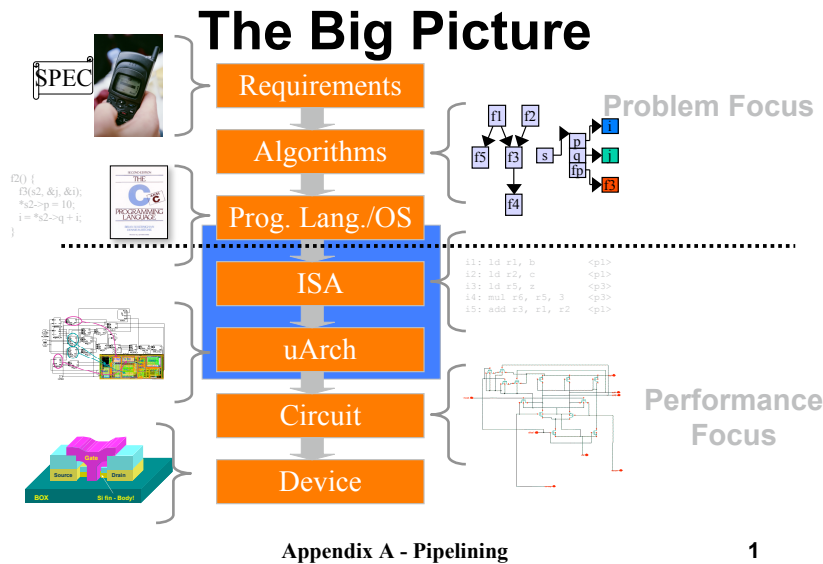 The Big Picture
SPEC
Requirements
Problem Focus
f1 f2
Algorithms
f5 f3 s p i
q j
fp f3
f4
f2() {
f3(s2, &j, &i);
*s2->p = 10;
i = *s2->q + i;
}
THE
C
PROGRAMMING
LANGUAGE
Prog. Lang./OS
ISA
i1: ld r1, b <p1>
i2: ld r2, c <p1>
i3: ld r5, z <p3>
i4: mul r6, r5, 3 <p3>
i5: add r3, r1, r2 <p1>
uArch
Circuit
Performance
Focus
Device
Gate
Source Drain
BOX Si fin - Body!
Appendix A - Pipelining 1